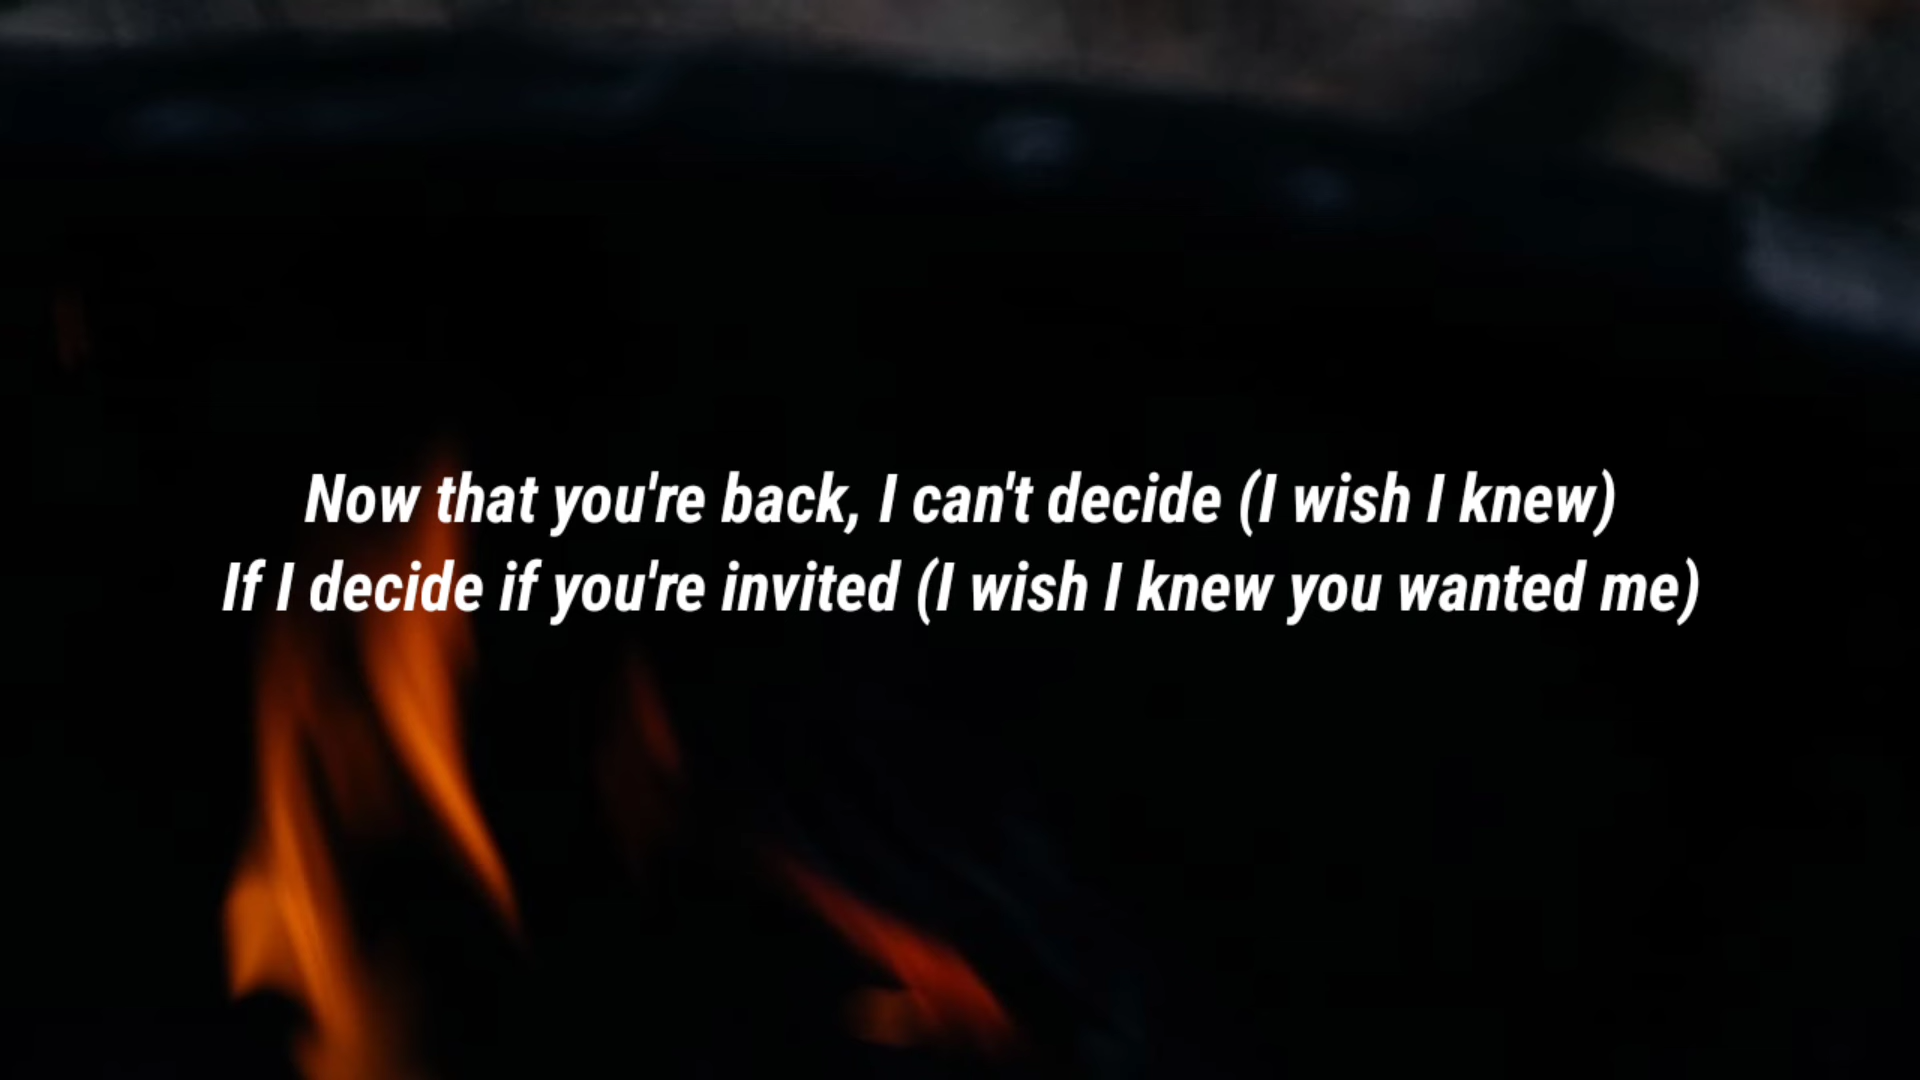 Now that you're back, I can't decide (I wish I knew)
If I decide if you're invited (I wish I knew you wanted me)